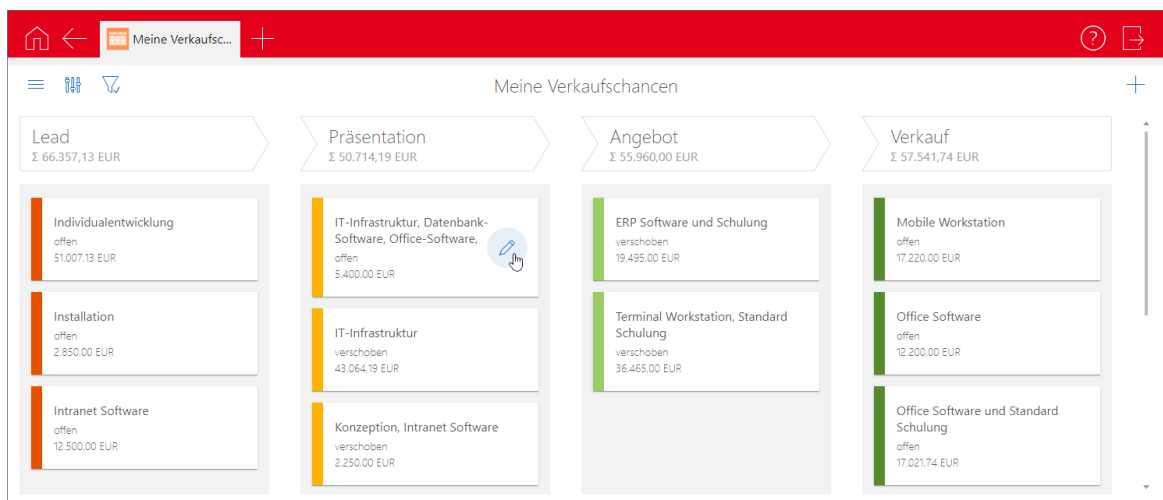 Meine Verkaufsc...
Meine Verkaufschancen
Lead
Σ 66.357,13 EUR
Individualentwicklung
offen
51.007,13 EUR
Installation
offen
2.850,00 EUR
Intranet Software
offen
12.500,00 EUR
Präsentation
Σ 50.714,19 EUR
IT-Infrastruktur, Datenbank-
Software, Office-Software,
offen
5.400,00 EUR
IT-Infrastruktur
verschoben
43.064,19 EUR
Konzeption, Intranet Software
verschoben
2.250,00 EUR
Angebot
Σ 55.960,00 EUR
ERP Software und Schulung
verschoben
19.495,00 EUR
Terminal Workstation, Standard
Schulung
verschoben
36.465,00 EUR
Verkauf
Σ 57.541,74 EUR
Mobile Workstation
offen
17.220,00 EUR
Office Software
offen
12.200,00 EUR
Office Software und Standard
Schulung
offen
17.021,74 EUR